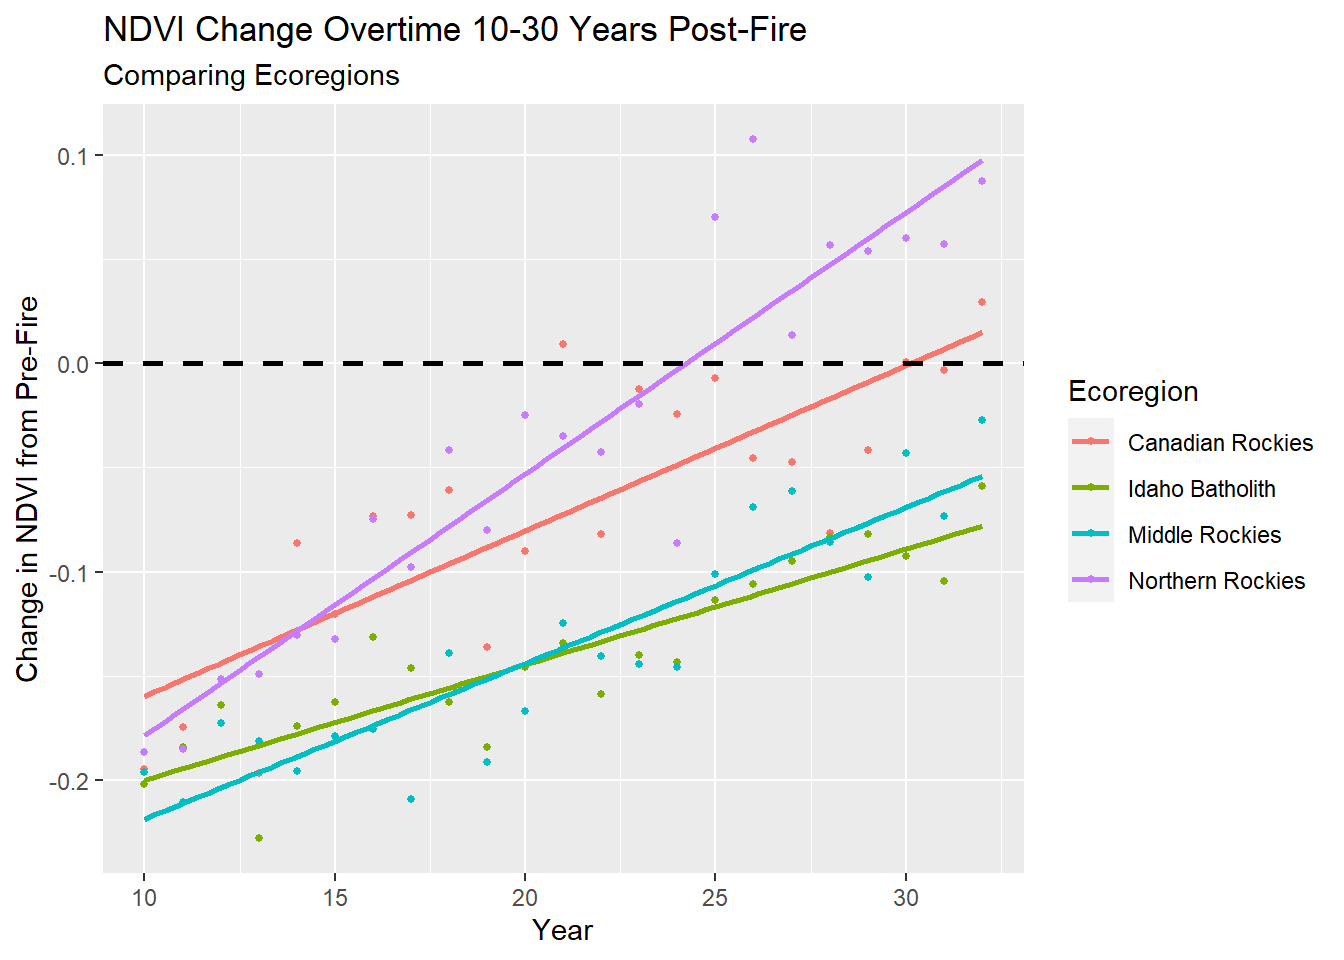 NDVI Change Overtime 10-30 Years Post-Fire
Comparing Ecoregions
Change in NDVI from Pre-Fire
0.1
0.0
-0.1
-0.2
10 15 20 25 30
Year
Ecoregion
Canadian Rockies
Idaho Batholith
Middle Rockies
Northern Rockies